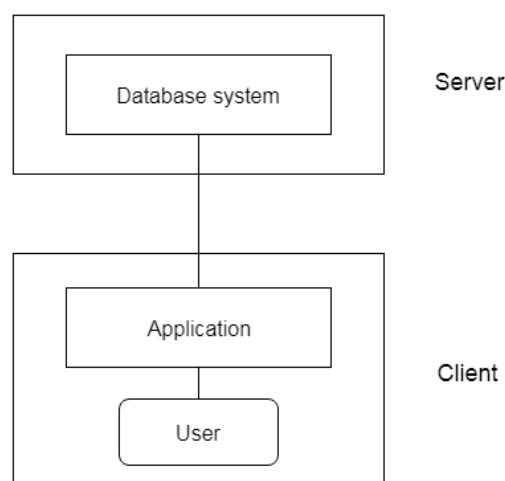 Database system
Server
Application
Client
User